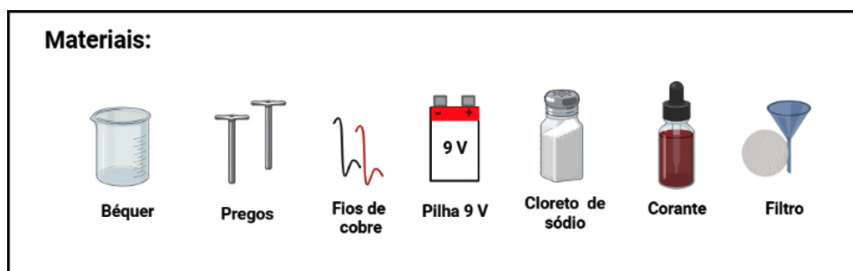 Materiais:
- +
9 V
Béquer
Pregos
Fios de
cobre
Pilha 9 V
Cloreto de
sódio
Corante
Filtro